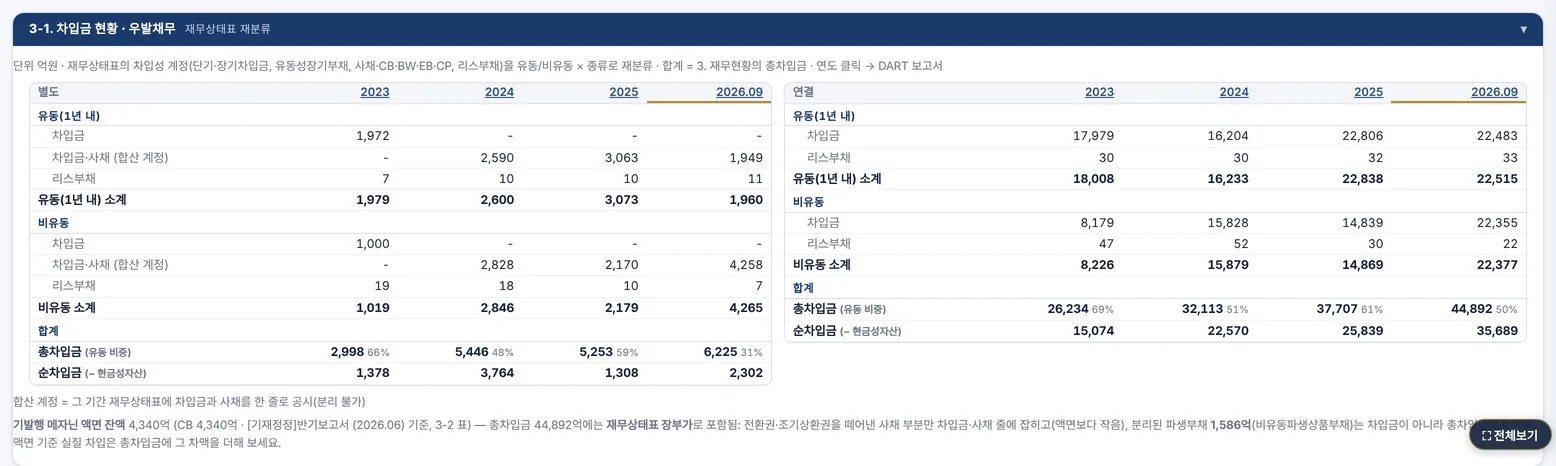 3-1. 차입금 현황 · 우발채무 재무상태표 재분류 ▼
단위 억원 · 재무상태표의 차입성 계정(단기·장기차입금, 유동성장기부채, 사채·CB·BW·EB·CP, 리스부채)을 유동/비유동 × 종류로 재분류 · 합계 = 3. 재무현황의 총차입금 · 연도 클릭 → DART 보고서
별도 2023 2024 2025 2026.09
유동(1년 내)
차입금 1,972 - - -
차입금·사채 (합산 계정) - 2,590 3,063 1,949
리스부채 7 10 10 11
유동(1년 내) 소계 1,979 2,600 3,073 1,960
비유동
차입금 1,000 - - -
차입금·사채 (합산 계정) - 2,828 2,170 4,258
리스부채 19 18 10 7
비유동 소계 1,019 2,846 2,179 4,265
합계
총차입금 (유동 비중) 2,998 66% 5,446 48% 5,253 59% 6,225 31%
순차입금 (− 현금성자산) 1,378 3,764 1,308 2,302
연결 2023 2024 2025 2026.09
유동(1년 내)
차입금 17,979 16,204 22,806 22,483
리스부채 30 30 32 33
유동(1년 내) 소계 18,008 16,233 22,838 22,515
비유동
차입금 8,179 15,828 14,839 22,355
리스부채 47 52 30 22
비유동 소계 8,226 15,879 14,869 22,377
합계
총차입금 (유동 비중) 26,234 69% 32,113 51% 37,707 61% 44,892 50%
순차입금 (− 현금성자산) 15,074 22,570 25,839 35,689
합산 계정 = 그 기간 재무상태표에 차입금과 사채를 한 줄로 공시(분리 불가)
기발행 메자닌 액면 잔액 4,340억 (CB 4,340억 · [기재정정]반기보고서 (2026.06) 기준, 3-2 표) — 총차입금 44,892억에는 재무상태표 장부가로 포함됨: 전환권·조기상환권을 떼어낸 사채 부분만 차입금·사채 줄에 잡히고(액면보다 작음), 분리된 파생부채 1,586억(비유동파생상품부채)는 차입금이 아니라
액면 기준 실질 차입은 총차입금에 그 차액을 더해 보세요.
전체보기